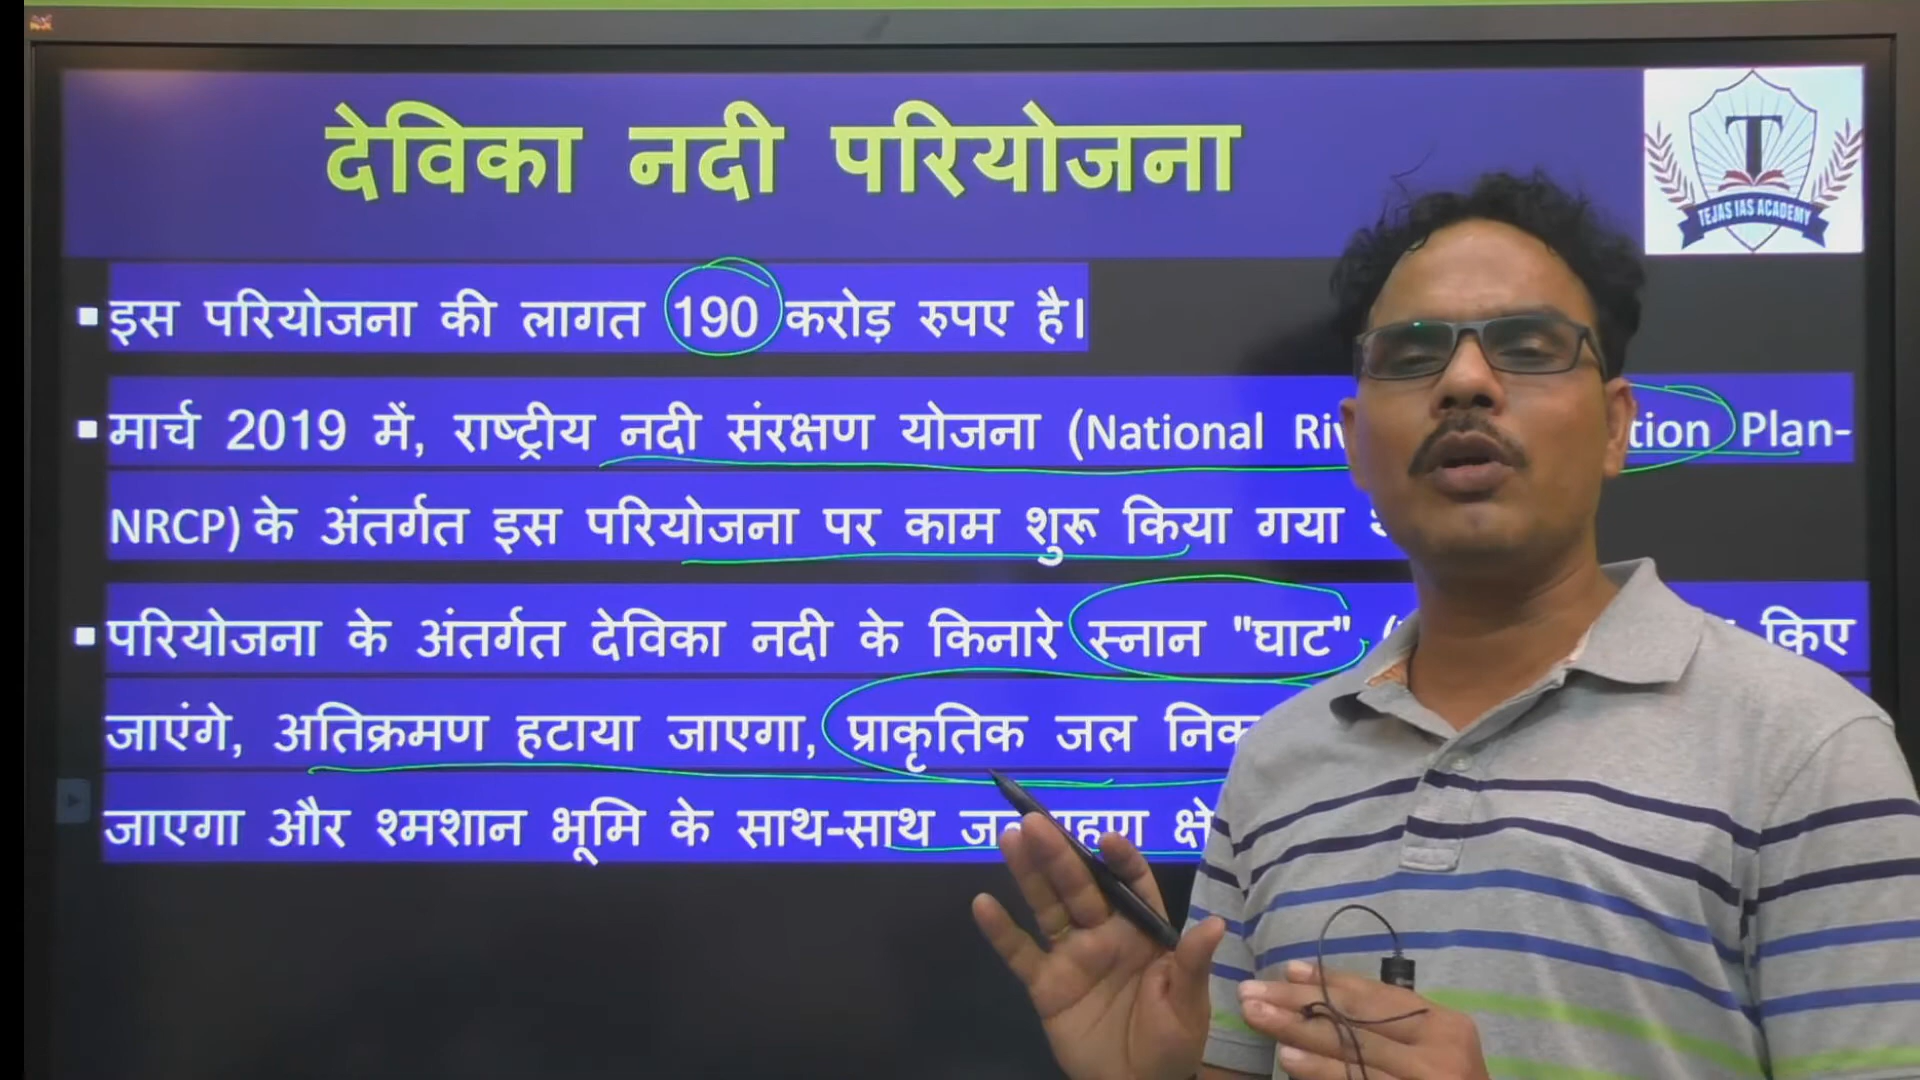 देविका नदी परियोजना
TEJAS IAS ACADEMY
इस परियोजना की लागत 190 करोड़ रुपए है।
मार्च 2019 में, राष्ट्रीय नदी संरक्षण योजना (National Plan-
NRCP) के अंतर्गत इस परियोजना पर काम शुरू किया गया
परियोजना के अंतर्गत देविका नदी के किनारे स्नान "घाट" किए
जाएंगे, अतिक्रमण हटाया जाएगा, प्राकृतिक जल
जाएगा और श्मशान भूमि के साथ-साथ